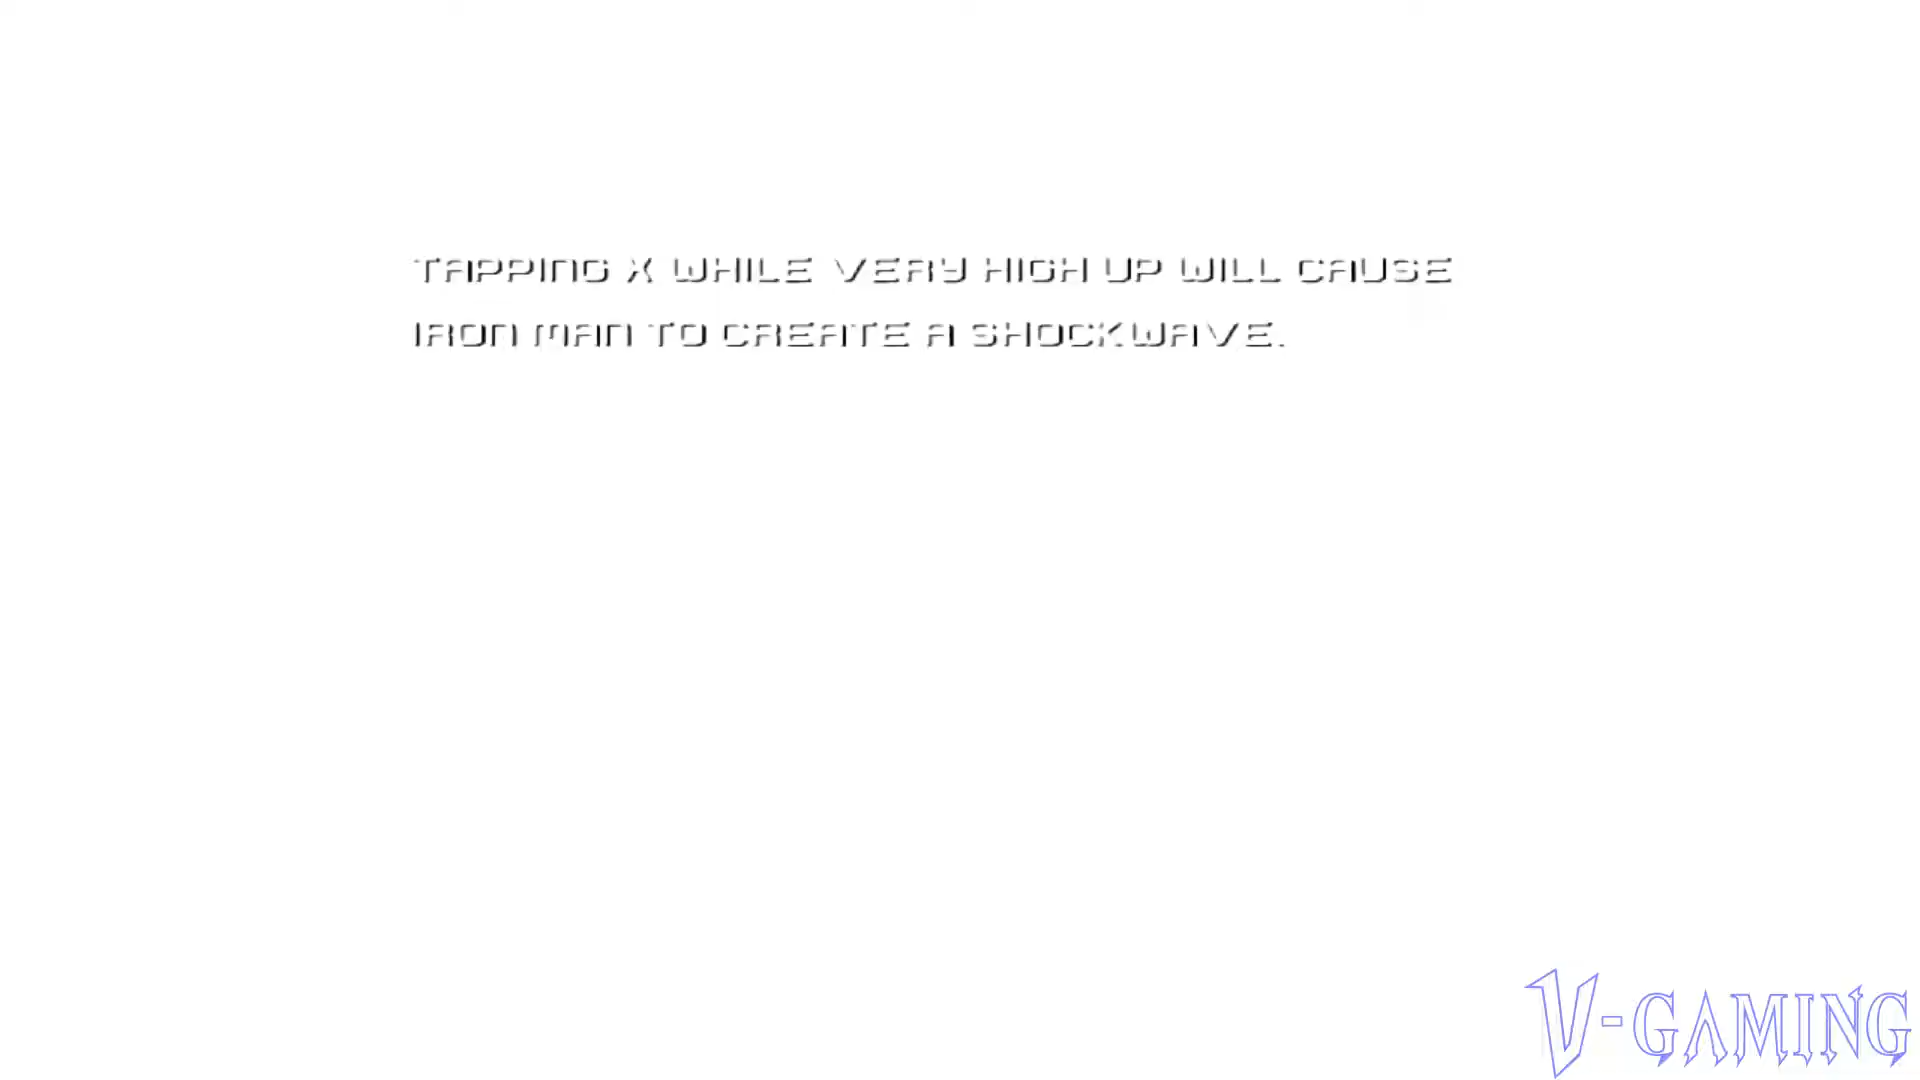 TAPPING X WHILE VERY HIGH UP WILL CAUSE
IRON MAN TO CREATE A SHOCKWAVE.
V-GAMING